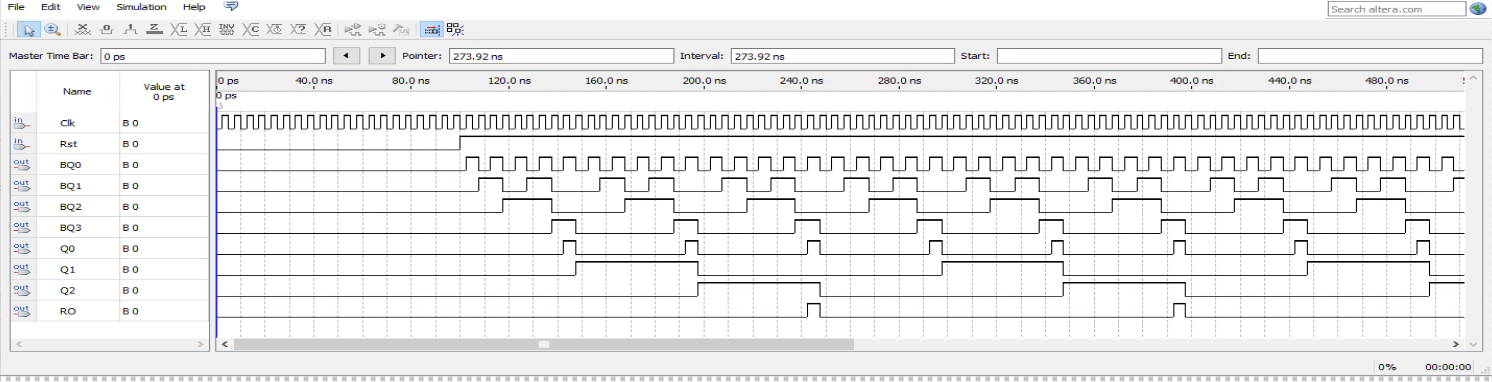 File Edit View Simulation Help
Search altera.com
Master Time Bar: 0 ps Pointer: 273.92 ns Interval: 273.92 ns Start: End:
Name Value at 0 ps
0 ps 40.0 ns 80.0 ns 120.0 ns 160.0 ns 200.0 ns 240.0 ns 280.0 ns 320.0 ns 360.0 ns 400.0 ns 440.0 ns 480.0 ns
0 ps
in Clk B 0
in Rst B 0
out BQ0 B 0
out BQ1 B 0
out BQ2 B 0
out BQ3 B 0
out Q0 B 0
out Q1 B 0
out Q2 B 0
out RO B 0
0% 00:00:00